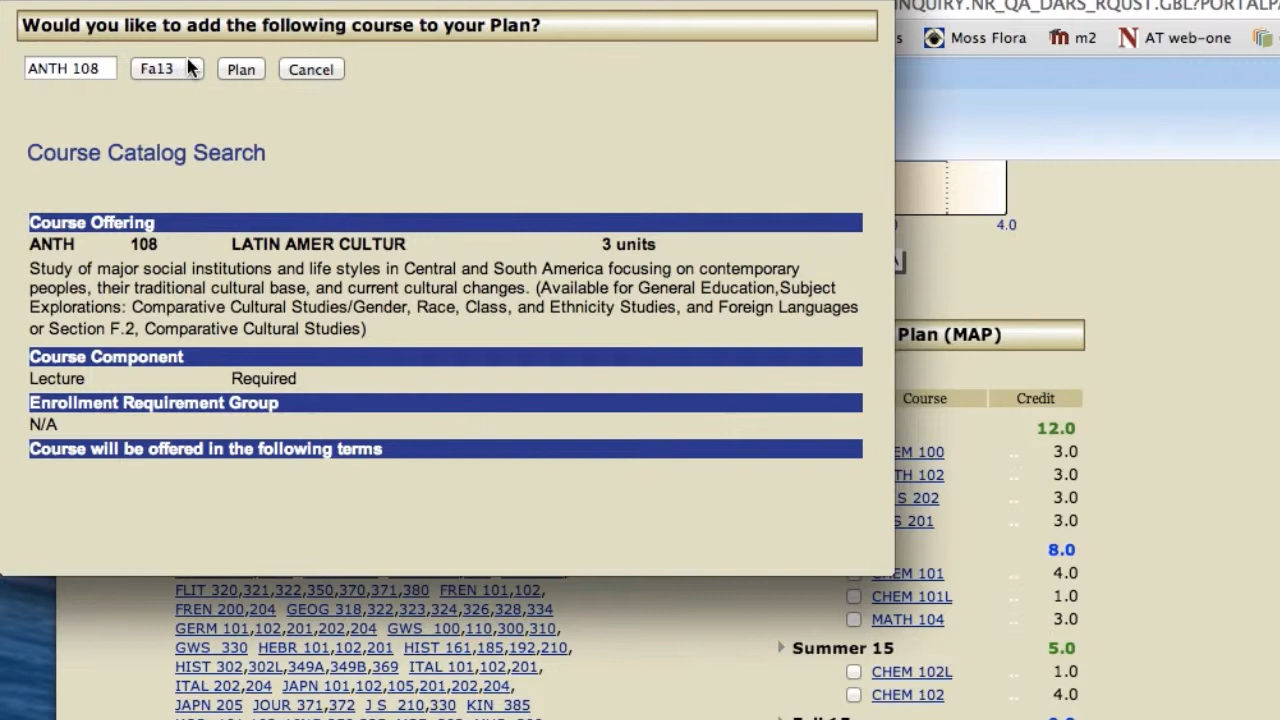 INQUIRY.NR_QA_DARS_RQUST.GBL?PORTALPA
Would you like to add the following course to your Plan?
s Moss Flora m2 AT web-one
ANTH 108 Fa13 Plan Cancel
Course Catalog Search
4.0
Course Offering
ANTH 108 LATIN AMER CULTUR 3 units
Study of major social institutions and life styles in Central and South America focusing on contemporary
peoples, their traditional cultural base, and current cultural changes. (Available for General Education,Subject
Explorations: Comparative Cultural Studies/Gender, Race, Class, and Ethnicity Studies, and Foreign Languages
or Section F.2, Comparative Cultural Studies)
Plan (MAP)
Course Component
Lecture Required
Enrollment Requirement Group
N/A
Course will be offered in the following terms
Course Credit
12.0
EM 100 .. 3.0
TH 102 .. 3.0
S 202 .. 3.0
S 201 .. 3.0
8.0
CHEM 101 .. 4.0
CHEM 101L .. 1.0
MATH 104 .. 3.0
Summer 15 5.0
CHEM 102L .. 1.0
CHEM 102 .. 4.0
FLIT 320,321,322,350,370,371,380 FREN 101,102,
FREN 200,204 GEOG 318,322,323,324,326,328,334
GERM 101,102,201,202,204 GWS 100,110,300,310,
GWS 330 HEBR 101,102,201 HIST 161,185,192,210,
HIST 302,302L,349A,349B,369 ITAL 101,102,201,
ITAL 202,204 JAPN 101,102,105,201,202,204,
JAPN 205 JOUR 371,372 J S 210,330 KIN 385